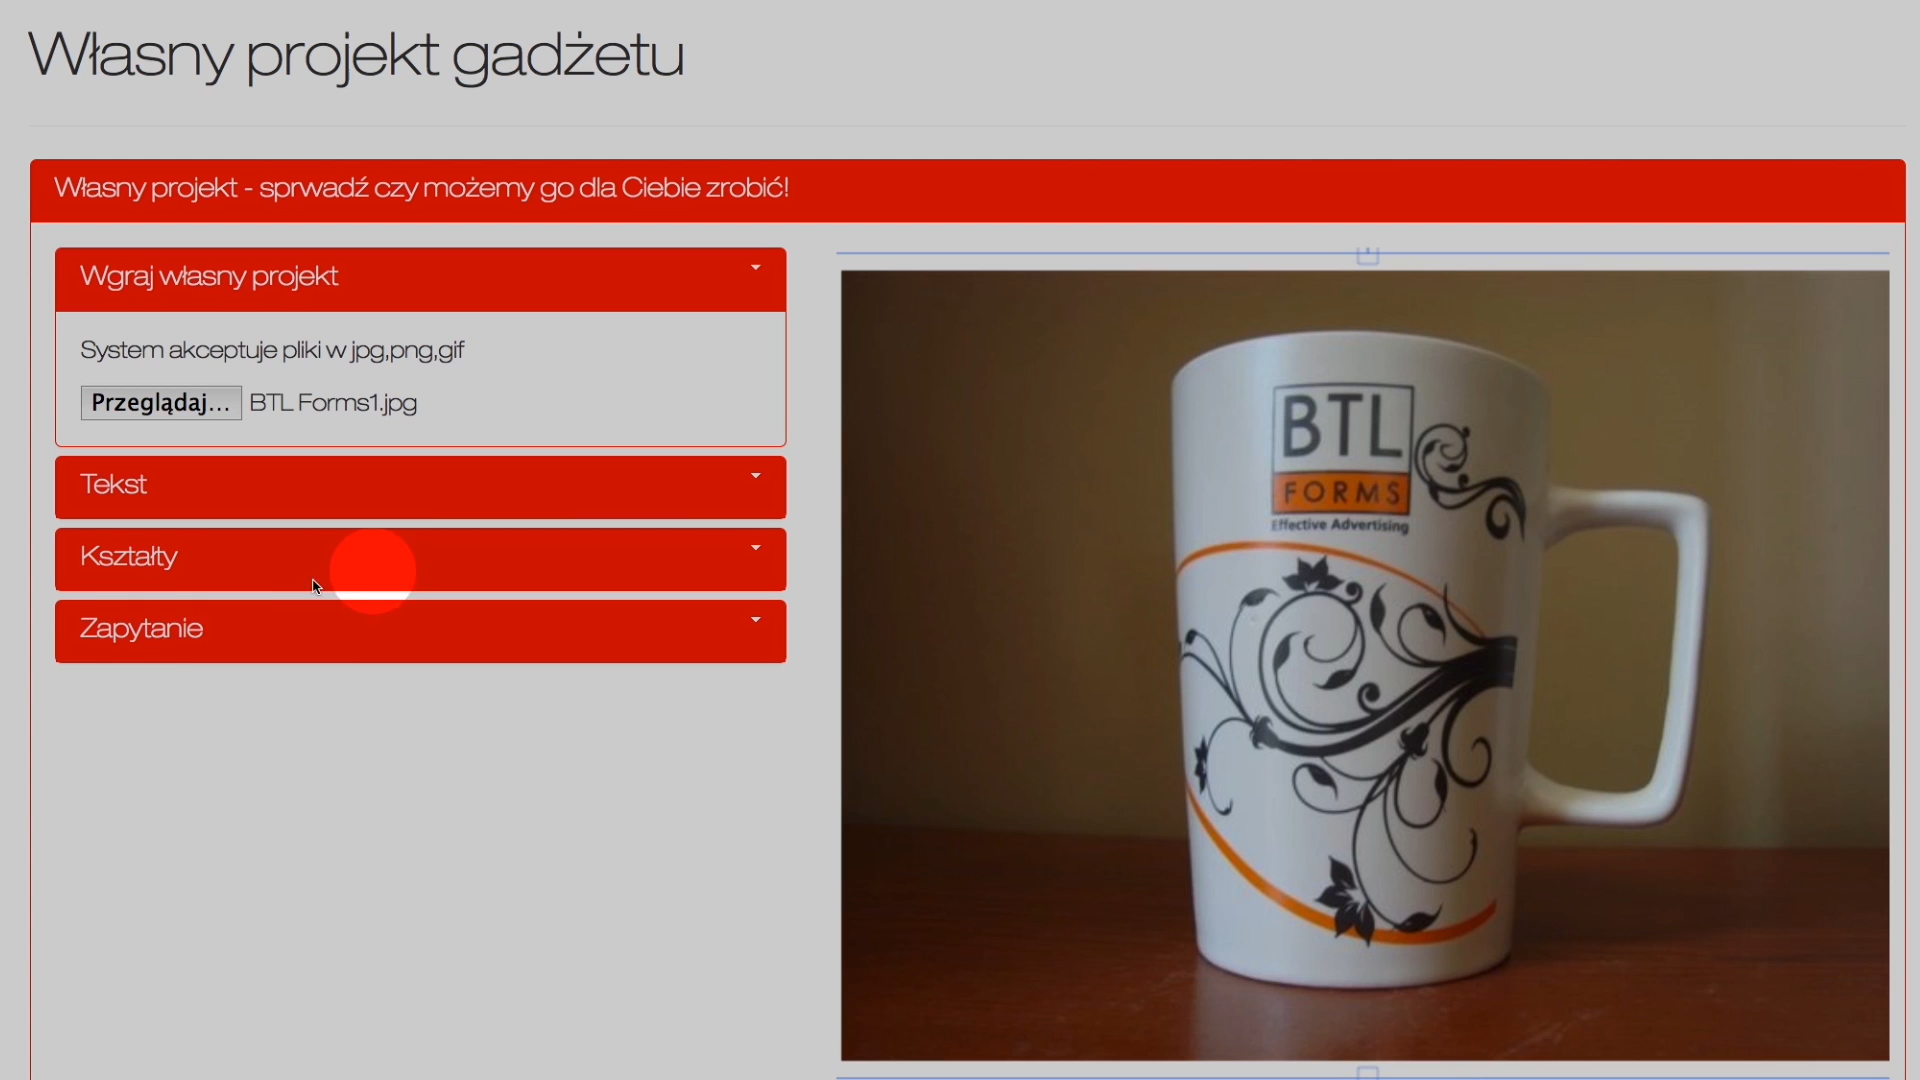 Własny projekt gadżetu
Własny projekt - sprwadź czy możemy go dla Ciebie zrobić!
Wgraj własny projekt
System akceptuje pliki w jpg,png,gif
Przeglądaj... BTL Forms1.jpg
Tekst
Kształty
Zapytanie
BTL
FORMS
Effective Advertising